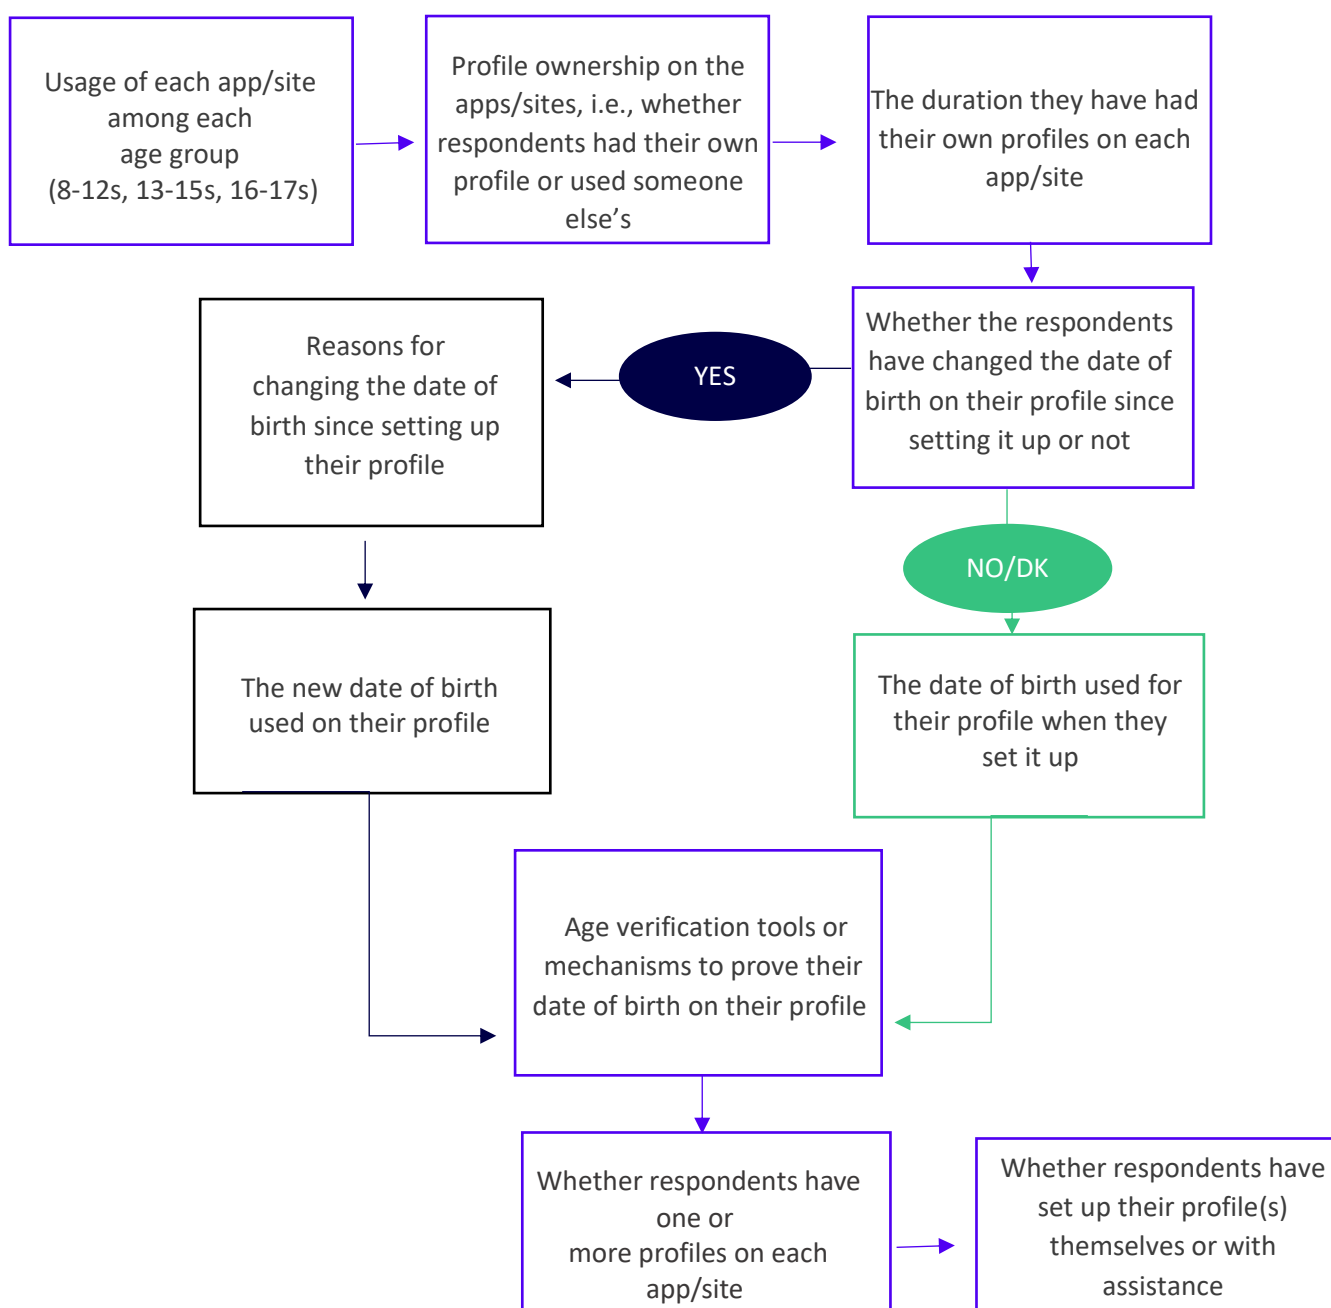 Usage of each app/site
among each
age group
(8-12s, 13-15s, 16-17s)
Profile ownership on the
apps/sites, i.e., whether
respondents had their own
profile or used someone
else’s
The duration they have had
their own profiles on each
app/site
Whether the respondents
have changed the date of
birth on their profile since
setting it up or not
YES
Reasons for
changing the date of
birth since setting up
their profile
NO/DK
The new date of birth
used on their profile
The date of birth used for
their profile when they
set it up
Age verification tools or
mechanisms to prove their
date of birth on their profile
Whether respondents have
one or
more profiles on each
app/site
Whether respondents have
set up their profile(s)
themselves or with
assistance